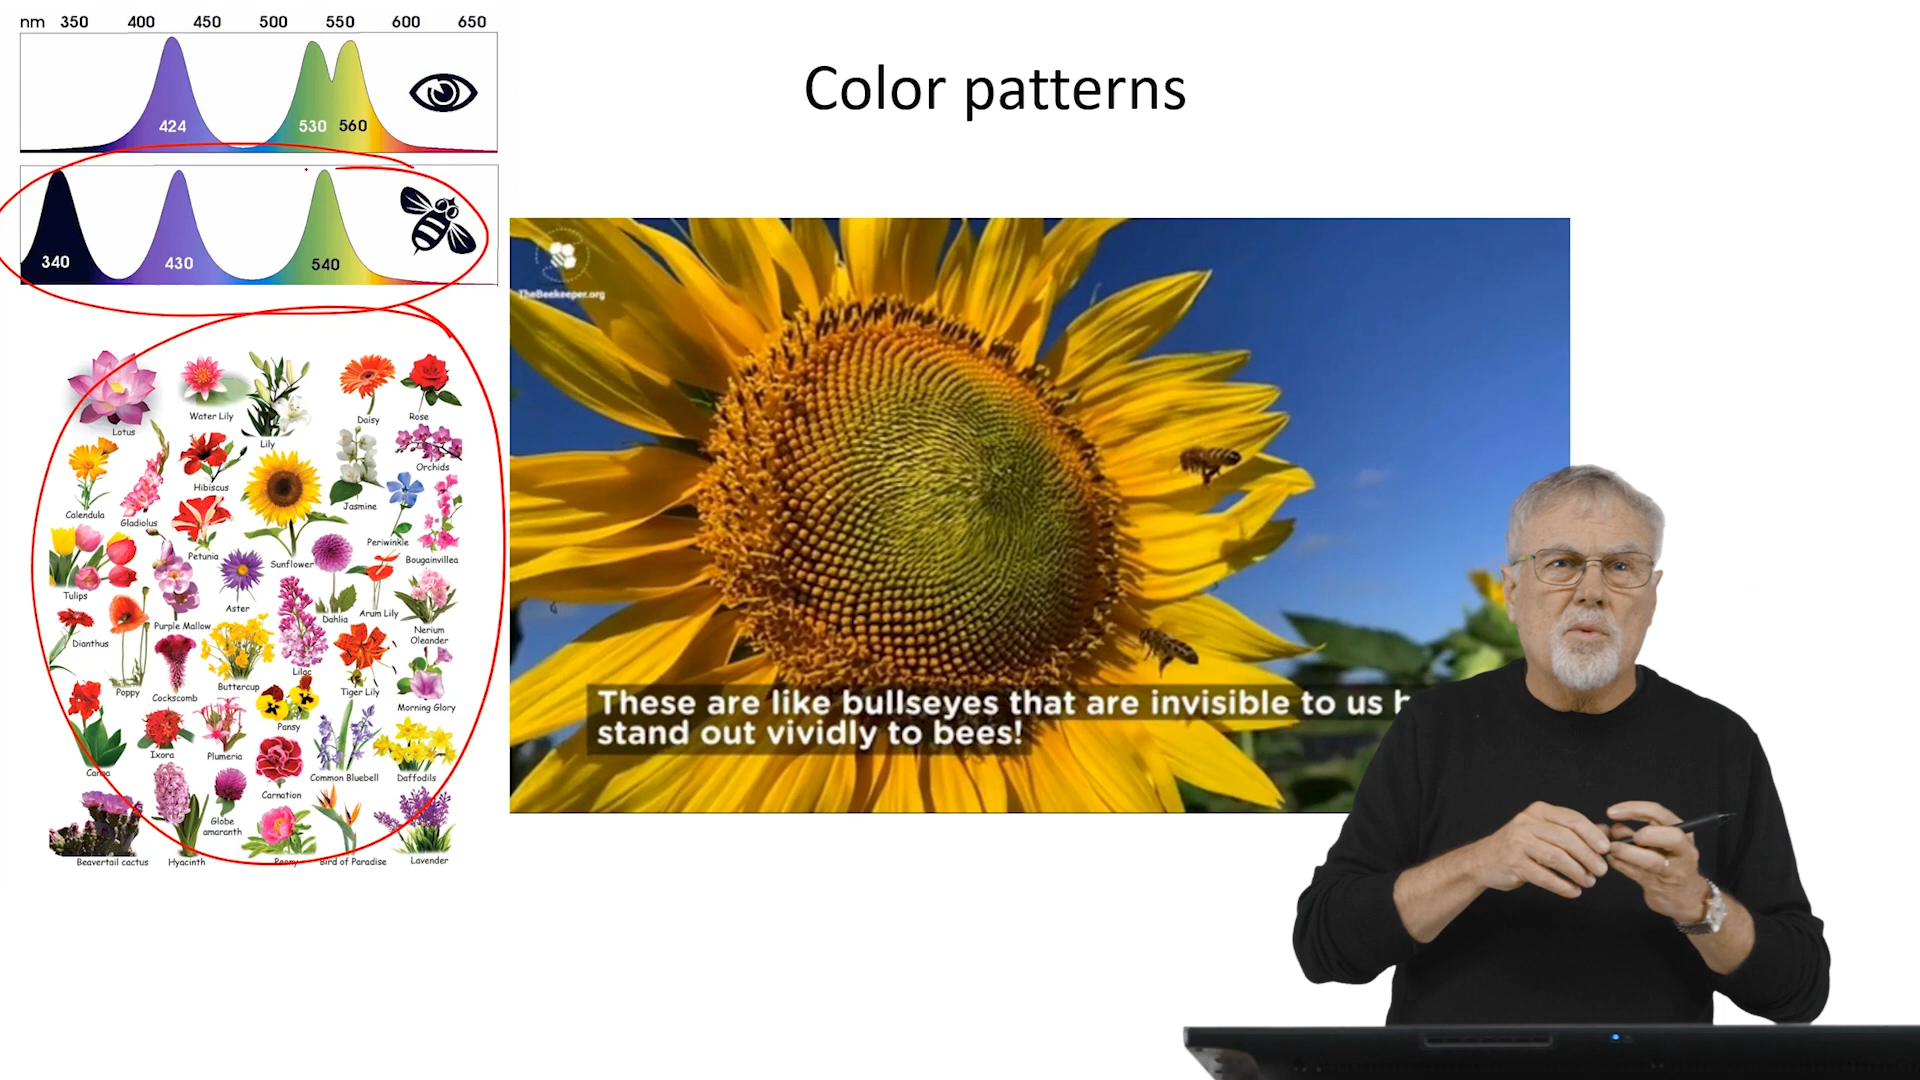 Color patterns
nm 350 400 450 500 550 600 650
424 530 560
340 430 540
TheBeekeeper.org
These are like bullseyes that are invisible to us
stand out vividly to bees!
Lotus
Water Lily
Lily
Daisy
Rose
Calendula
Gladiolus
Hibiscus
Jasmine
Orchids
Petunia
Sunflower
Periwinkle
Bougainvillea
Tulips
Purple Mallow
Aster
Dahlia
Arum Lily
Nerium
Oleander
Dianthus
Poppy
Cockscomb
Buttercup
Lilac
Tiger Lily
Morning Glory
Canna
Ixora
Plumeria
Pansy
Common Bluebell
Daffodils
Carnation
Beavertail cactus
Hyacinth
Globe
amaranth
Peony
Bird of Paradise
Lavender